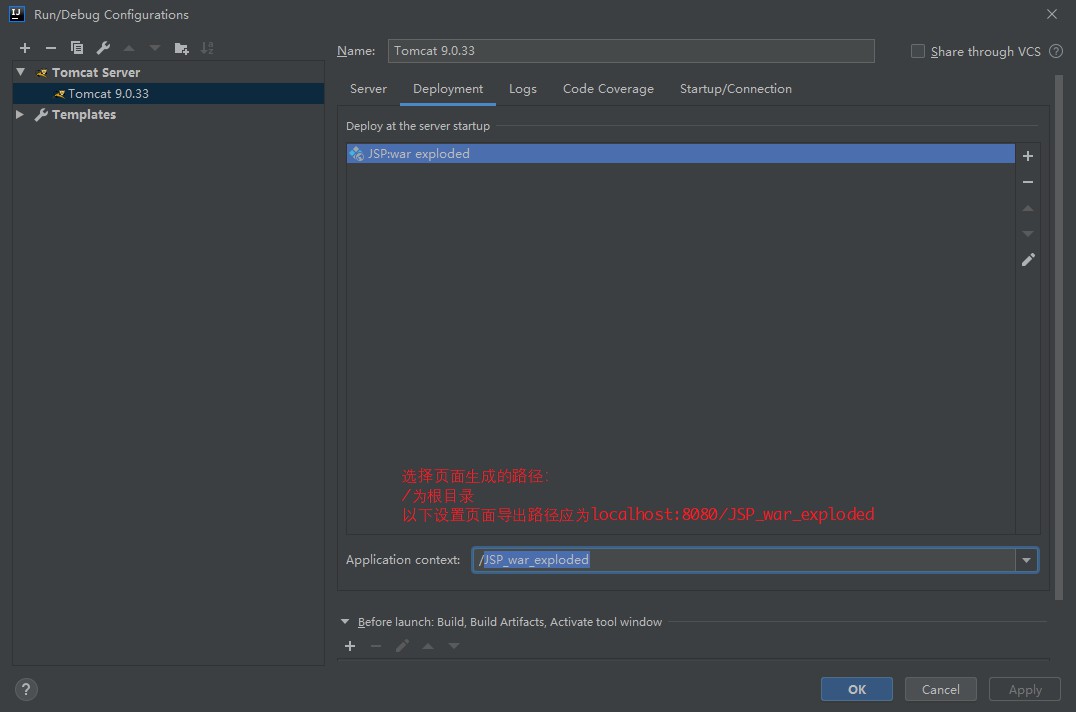 Run/Debug Configurations
Name:
Tomcat 9.0.33
Share through VCS
?
Tomcat Server
Tomcat 9.0.33
Templates
Server
Deployment
Logs
Code Coverage
Startup/Connection
Deploy at the server startup
JSP:war exploded
选择页面生成的路径:
/为根目录
以下设置页面导出路径应为localhost:8080/JSP_war_exploded
Application context:
/JSP_war_exploded
Before launch: Build, Build Artifacts, Activate tool window
?
OK
Cancel
Apply